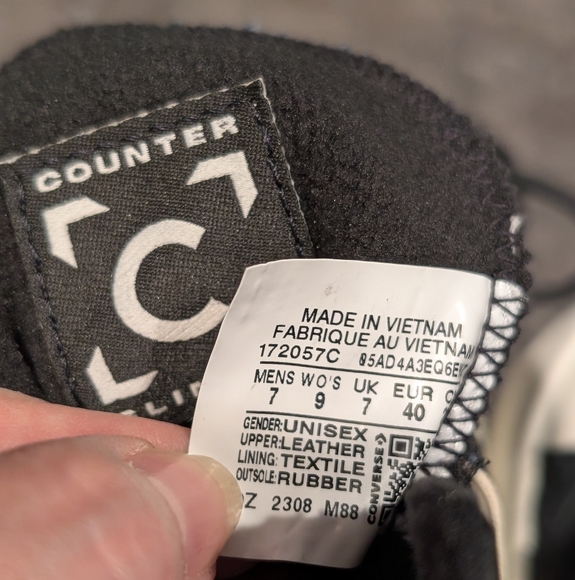 COUNTER
C
MADE IN VIETNAM
FABRIQUE AU VIETNAM
172057C
MENS WO'S UK EUR
7 9 7 40
GENDER: UNISEX
UPPER: LEATHER
LINING: TEXTILE
OUTSOLE: RUBBER
2308 M88
CONVERSE